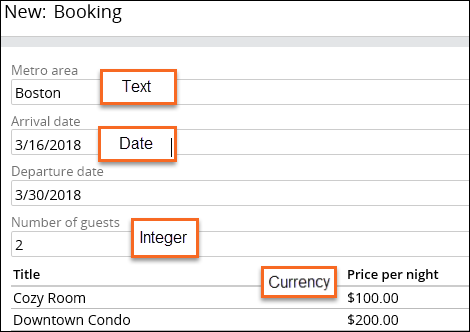 New: Booking
Metro area
Boston
Text
Arrival date
3/16/2018
Date
Departure date
3/30/2018
Number of guests
2
Integer
Title Currency Price per night
Cozy Room $100.00
Downtown Condo $200.00